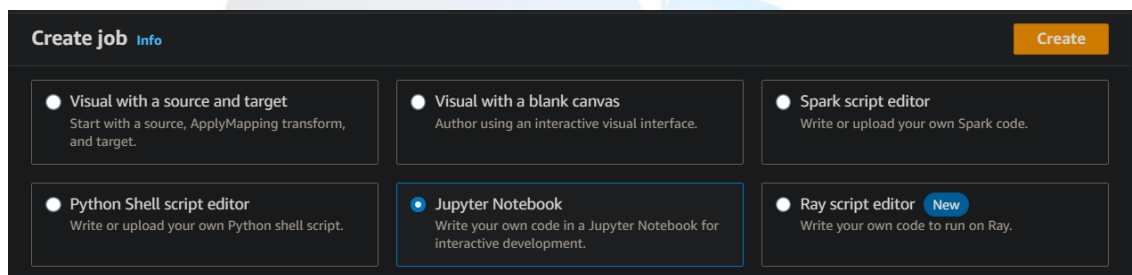 Create job Info
Create
Visual with a source and target
Start with a source, ApplyMapping transform,
and target.
Visual with a blank canvas
Author using an interactive visual interface.
Spark script editor
Write or upload your own Spark code.
Python Shell script editor
Write or upload your own Python shell script.
Jupyter Notebook
Write your own code in a Jupyter Notebook for
interactive development.
Ray script editor New
Write your own code to run on Ray.